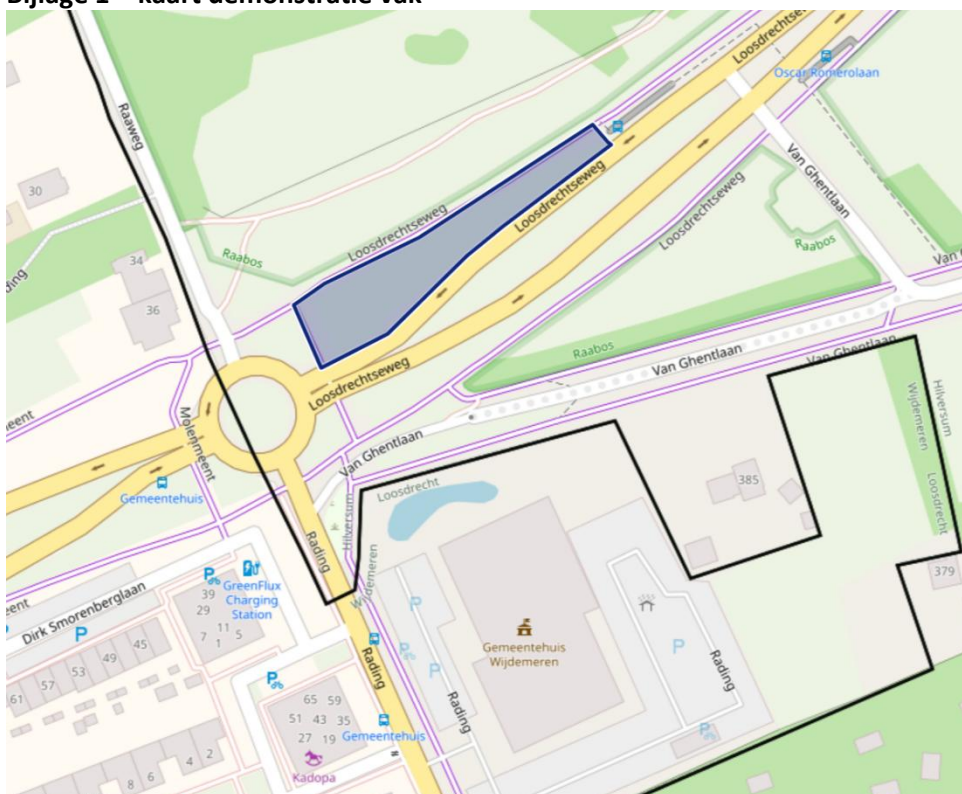 Bijlage 1 – kaart demonstratie vak
Loosdrechtseweg
Oscar Romerolaan
Raaweg
30
Van Ghentlaan
Loosdrechtseweg
Loosdrechtseweg
Loosdrechtseweg
Raabos
Raabos
34
36
Raabos
Van Ghentlaan
Van Ghentlaan
Loosdrechtseweg
Molenmeent
Van Ghentlaan
Hilversum
Wijdemeren
Loosdrecht
Gemeentehuis
Loosdrecht
385
Hilversum
Wijdemeren
Rading
379
GreenFlux
Charging
Station
39
29
11
7
5
1
Dirk Smorenberglaan
P
P
P
P
P
Gemeentehuis
Wijdemeren
Rading
Rading
Rading
45
49
53
57
61
65 59
51 43 35
27 19
Gemeentehuis
Kadopa
2
4
6
8